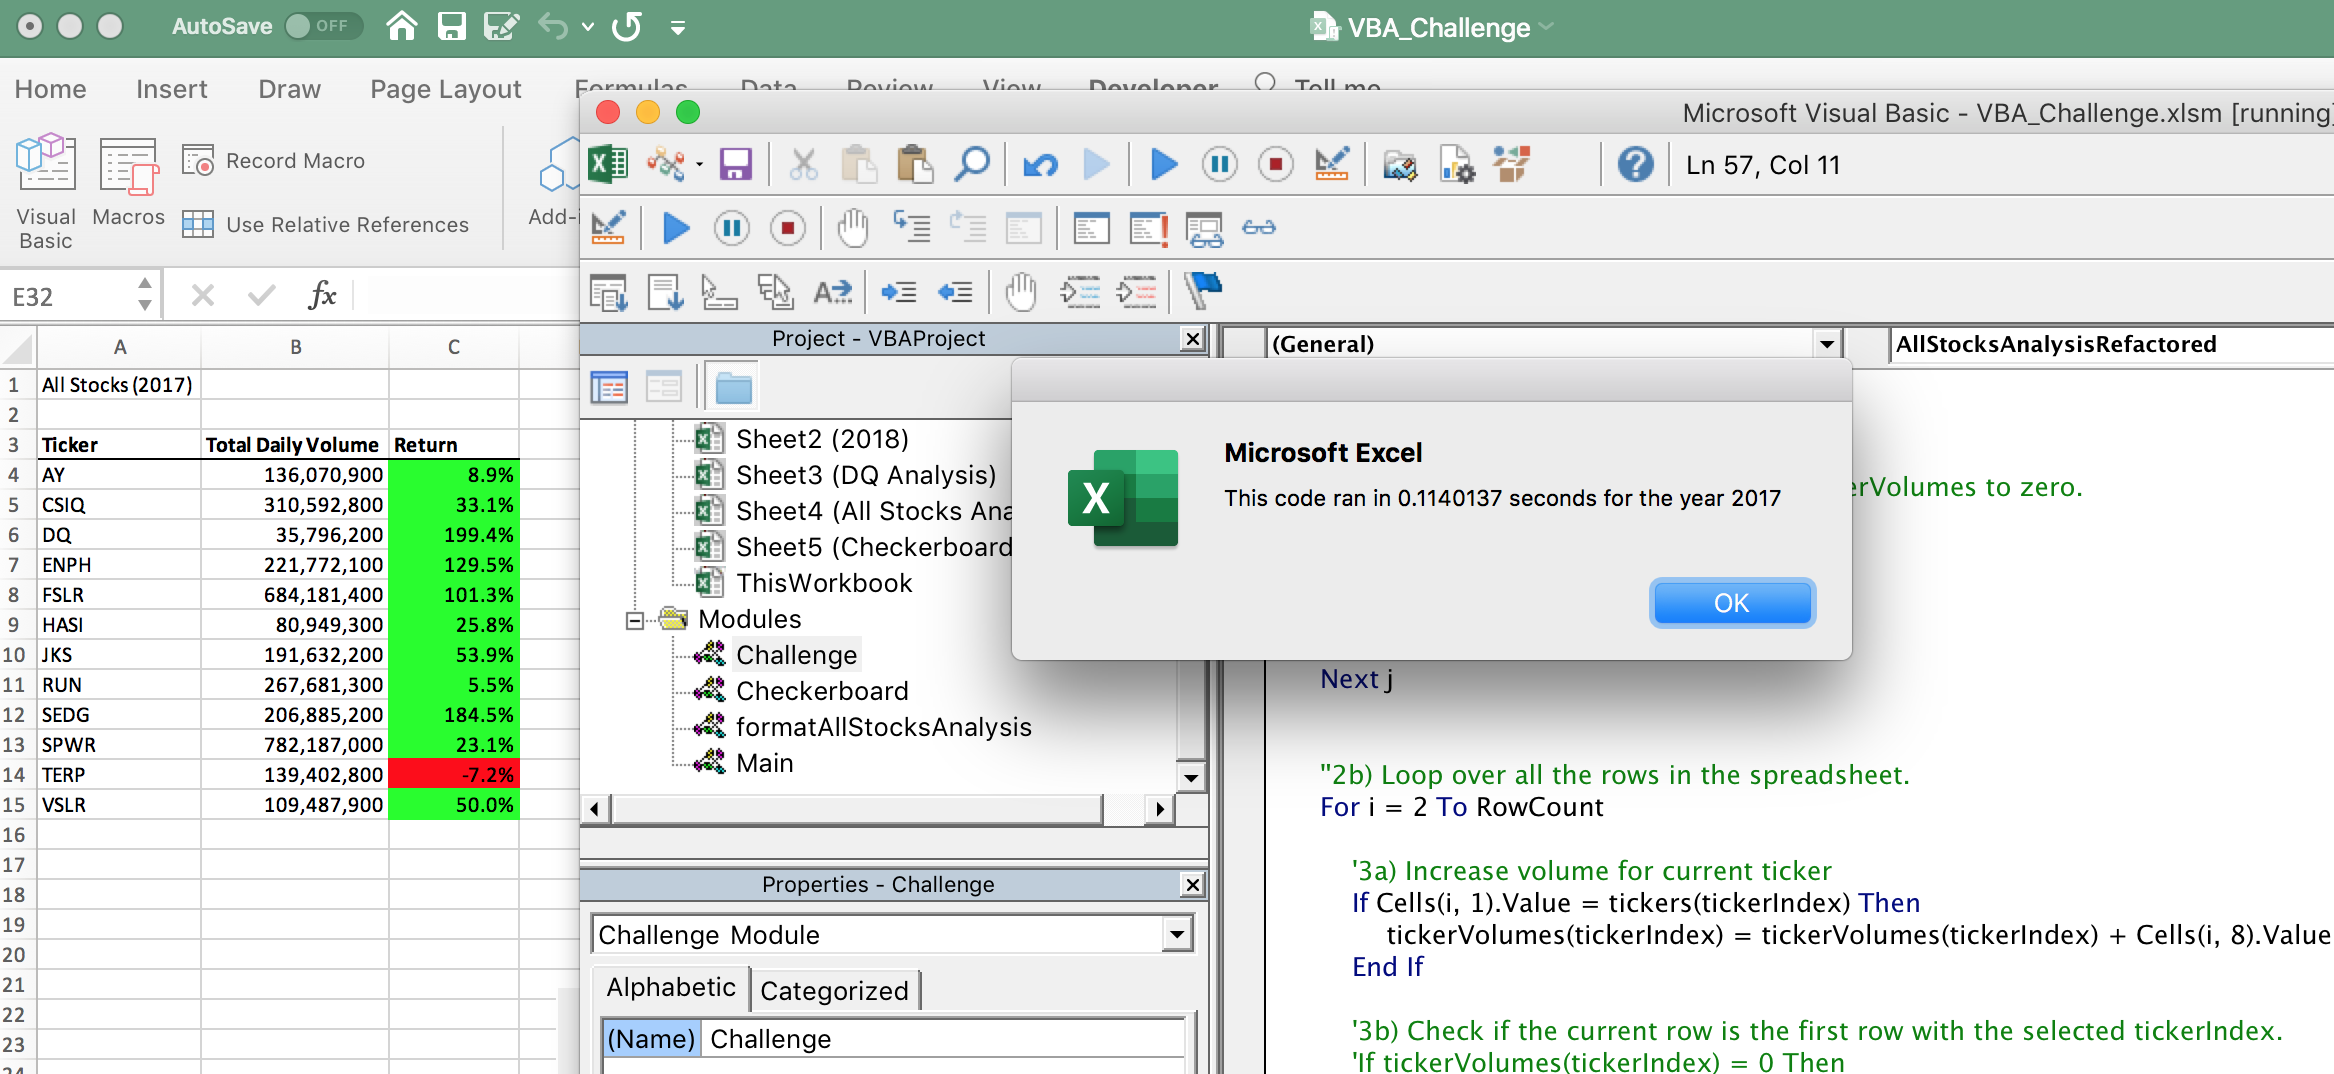 AutoSave OFF
VBA_Challenge
Home Insert Draw Page Layout Formulas Data Review View Developer Tell me
Microsoft Visual Basic - VBA_Challenge.xlsm [running]
Visual Basic
Macros
Record Macro
Use Relative References
Add-i
Ln 57, Col 11
E32
fx
Project - VBAProject
(General)
AllStocksAnalysisRefactored
A B C
1 All Stocks (2017)
2
3 Ticker Total Daily Volume Return
4 AY 136,070,900 8.9%
5 CSIQ 310,592,800 33.1%
6 DQ 35,796,200 199.4%
7 ENPH 221,772,100 129.5%
8 FSLR 684,181,400 101.3%
9 HASI 80,949,300 25.8%
10 JKS 191,632,200 53.9%
11 RUN 267,681,300 5.5%
12 SEDG 206,885,200 184.5%
13 SPWR 782,187,000 23.1%
14 TERP 139,402,800 -7.2%
15 VSLR 109,487,900 50.0%
16
17
18
19
20
21
22
23
24
Sheet2 (2018)
Sheet3 (DQ Analysis)
Sheet4 (All Stocks Ana
Sheet5 (Checkerboard
ThisWorkbook
Modules
Challenge
Checkerboard
formatAllStocksAnalysis
Main
Properties - Challenge
Challenge Module
Alphabetic Categorized
(Name) Challenge
Microsoft Excel
This code ran in 0.1140137 seconds for the year 2017
OK
erVolumes to zero.
Next j
''2b) Loop over all the rows in the spreadsheet.
For i = 2 To RowCount
'3a) Increase volume for current ticker
If Cells(i, 1).Value = tickers(tickerIndex) Then
tickerVolumes(tickerIndex) = tickerVolumes(tickerIndex) + Cells(i, 8).Value
End If
'3b) Check if the current row is the first row with the selected tickerIndex.
'If tickerVolumes(tickerIndex) = 0 Then